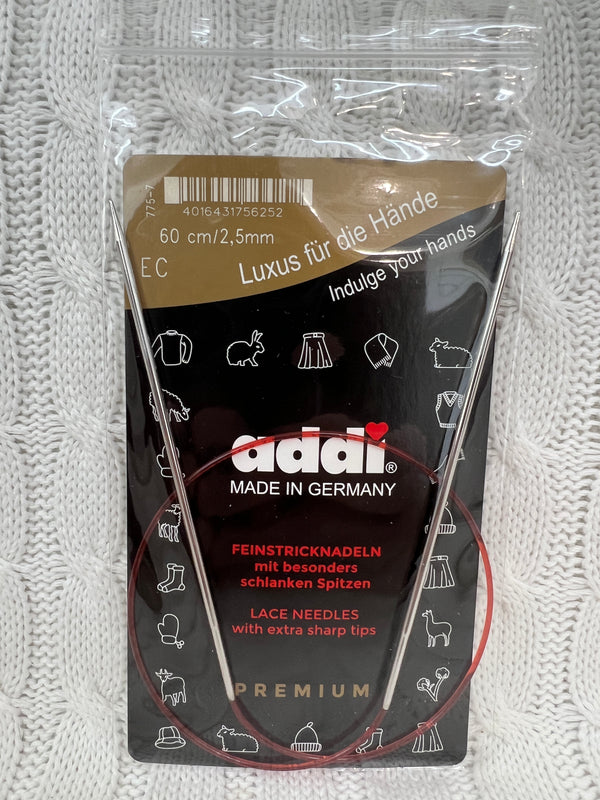 775-7
4016431756252
60 cm/2,5mm
EC
Luxus für die Hände
Indulge your hands
addi®
MADE IN GERMANY
FEINSTRICKNADELN
mit besonders
schlanken Spitzen
LACE NEEDLES
with extra sharp tips
PREMIUM